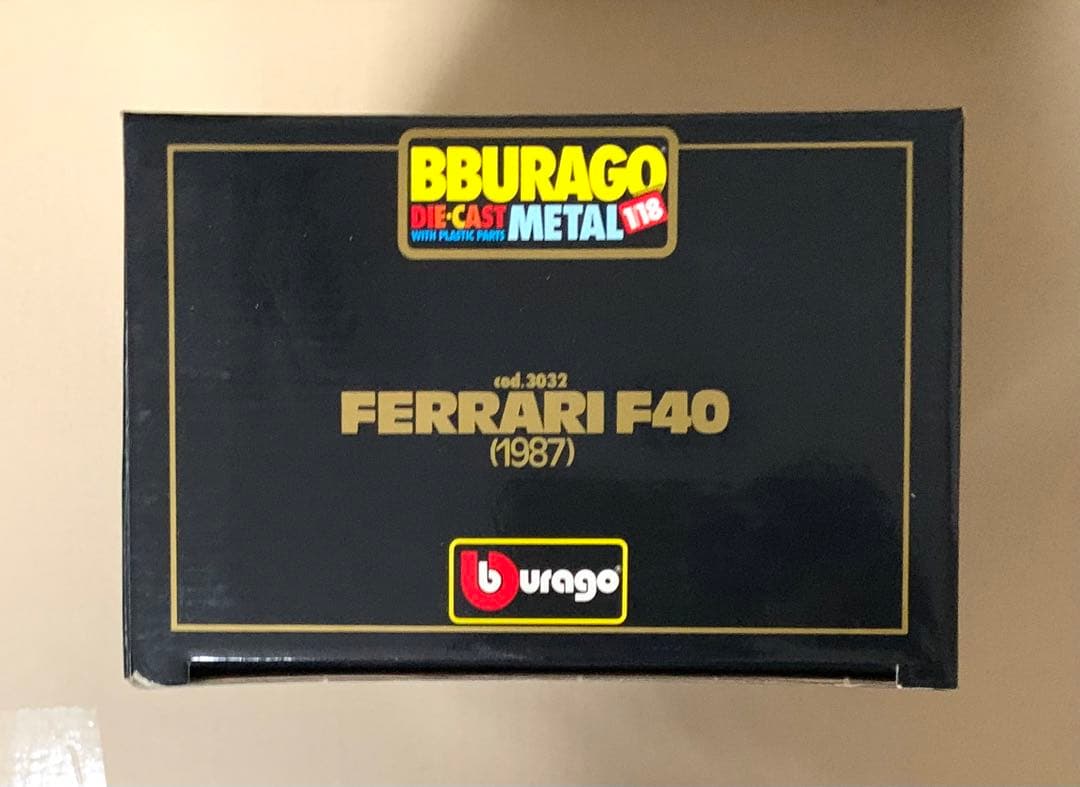 BBURAGO
DIE·CAST METAL 1:18
WITH PLASTIC PARTS
cod.3032
FERRARI F40
(1987)
burago